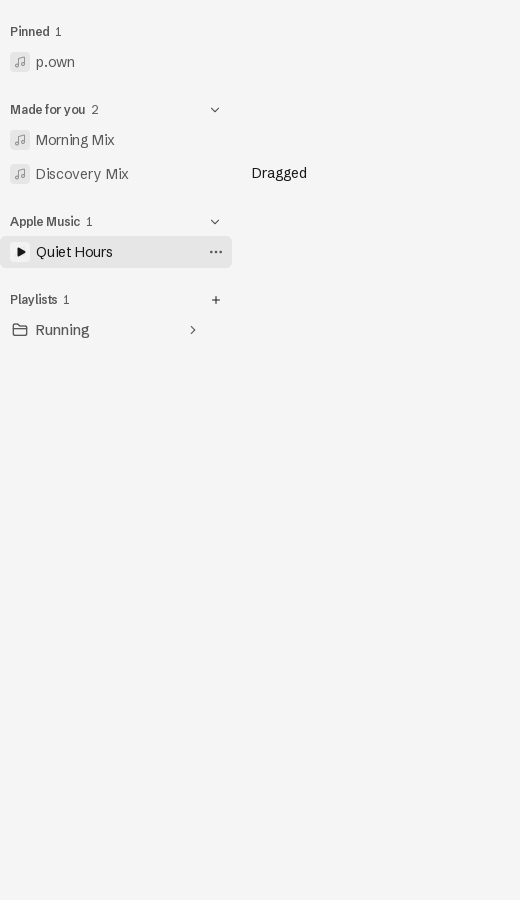 Pinned 1
p.own
Made for you 2
Morning Mix
Discovery Mix
Dragged
Apple Music 1
Quiet Hours
Playlists 1
Running